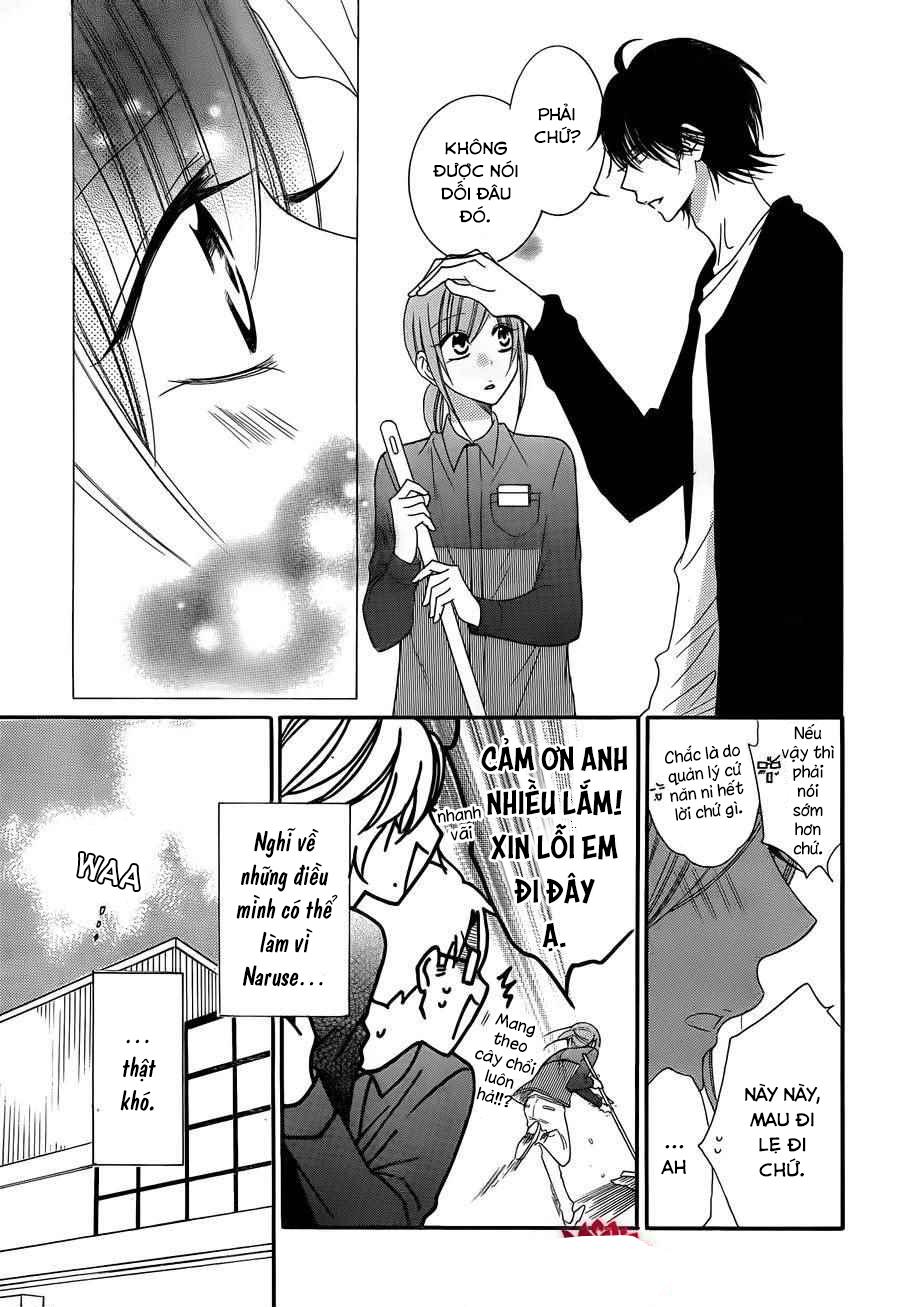 PHẢI
CHỨ?
KHÔNG
ĐƯỢC NÓI
DỐI ĐÂU
ĐÓ.
Nếu
vậy thì
phải
nói
sớm
hơn
chứ.
Chắc là do
quản lý cứ
nán ni hết
lời chứ gì.
NÀY NÀY,
MAU ĐI
LẸ ĐI
CHỨ.
...
AH
CẢM ƠN ANH
NHIỀU LẮM!
XIN LỖI EM
ĐI ĐÂY
Ạ.
nhanh
vãi
Mang
theo
cây chổi
luôn
hả!!?
Nghĩ về
những điều
mình có thể
làm vì
Naruse...
WAA
...
thật
khó.